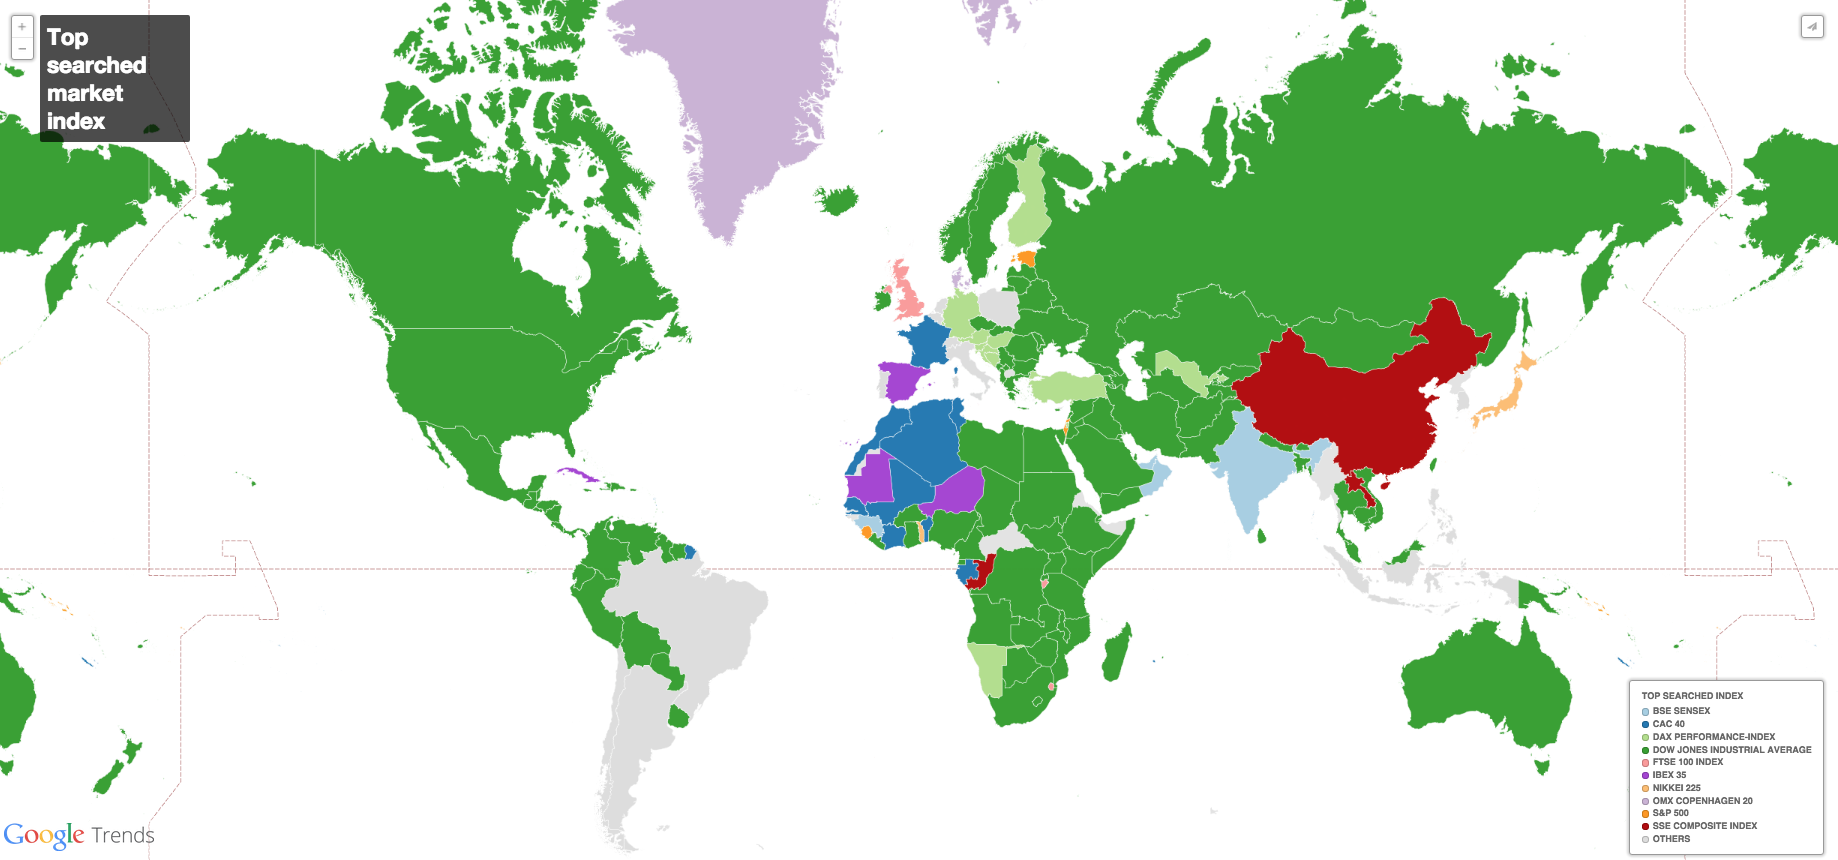 +
−
Top
searched
market
index
TOP SEARCHED INDEX
BSE SENSEX
CAC 40
DAX PERFORMANCE-INDEX
DOW JONES INDUSTRIAL AVERAGE
FTSE 100 INDEX
IBEX 35
NIKKEI 225
OMX COPENHAGEN 20
S&P 500
SSE COMPOSITE INDEX
OTHERS
Google Trends